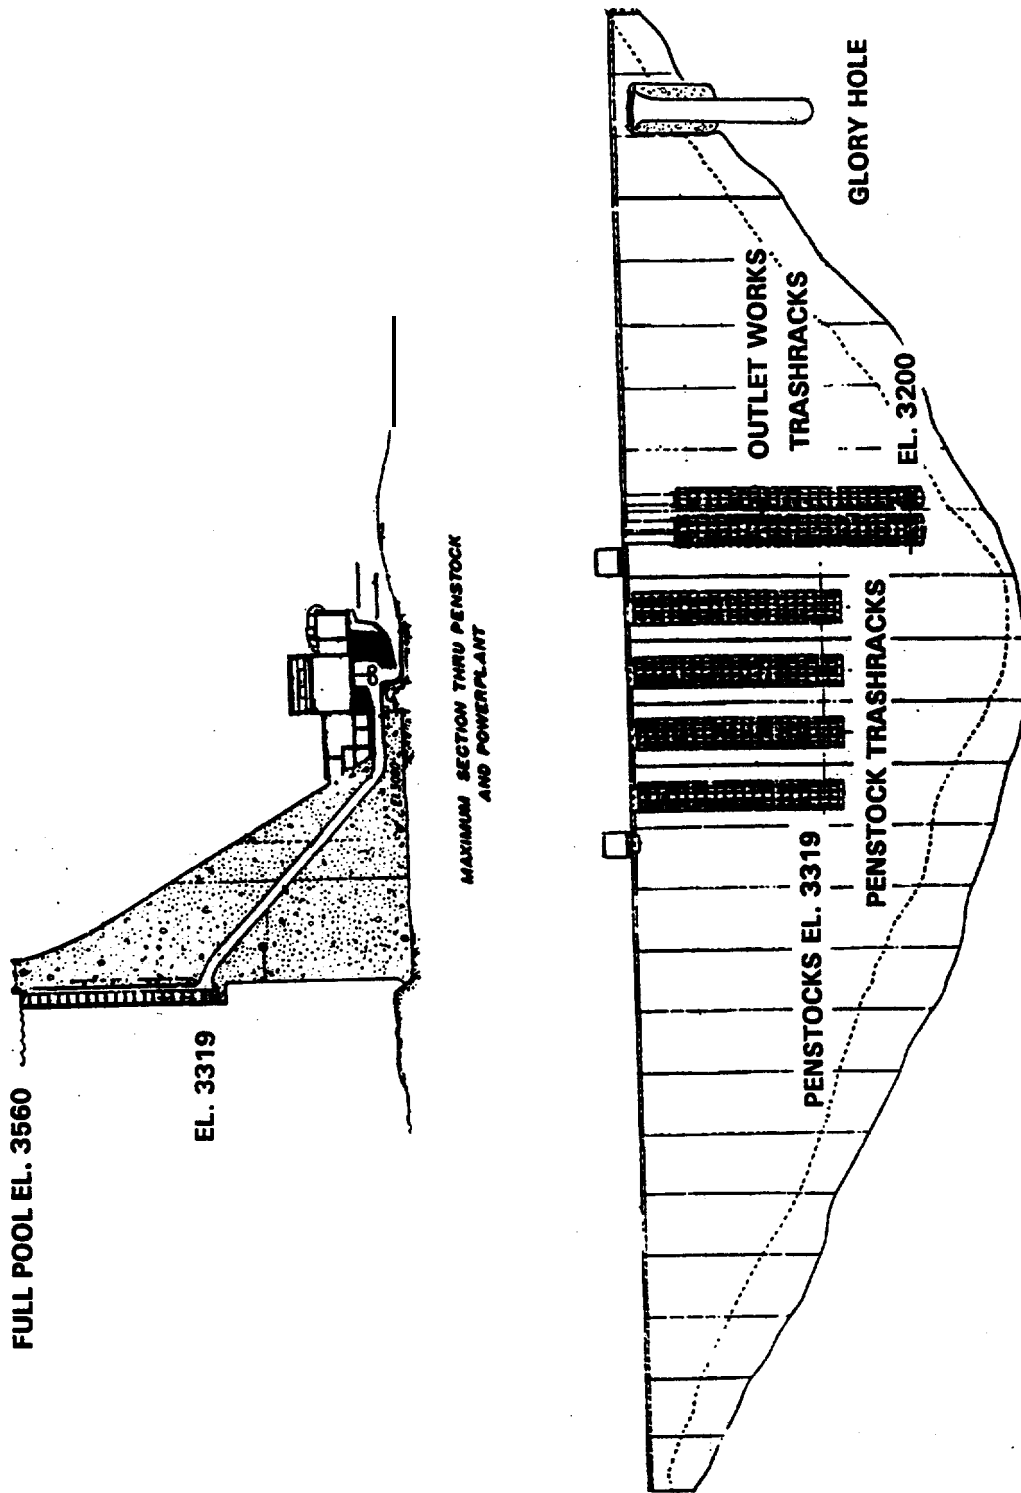 FULL POOL EL. 3560
EL. 3319
MAXIMUM SECTION THRU PENSTOCK
AND POWERPLANT
GLORY HOLE
OUTLET WORKS
TRASHRACKS
EL. 3200
PENSTOCKS EL. 3319
PENSTOCK TRASHRACKS